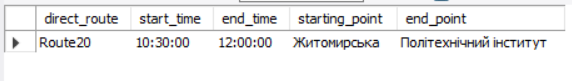 direct_route start_time end_time starting_point end_point
Route20 10:30:00 12:00:00 Житомирська Політехнічний інститут